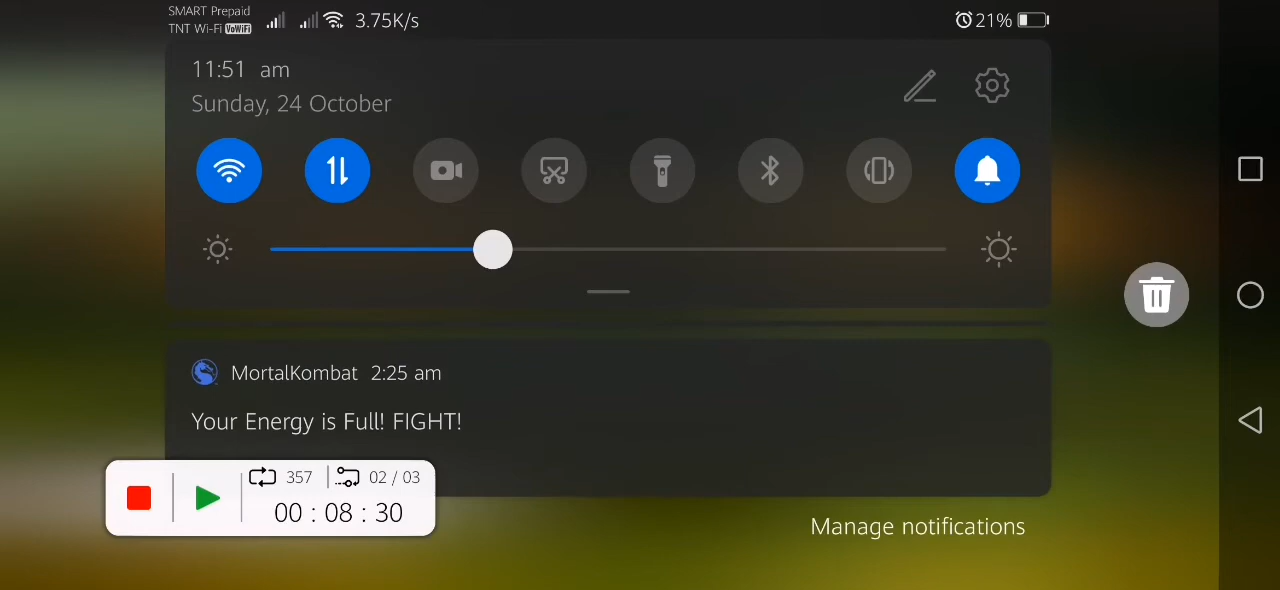 SMART Prepaid
TNT Wi-Fi VoWiFi
3.75K/s
21%
11:51 am
Sunday, 24 October
MortalKombat 2:25 am
Your Energy is Full! FIGHT!
357 02 / 03
00 : 08 : 30
Manage notifications